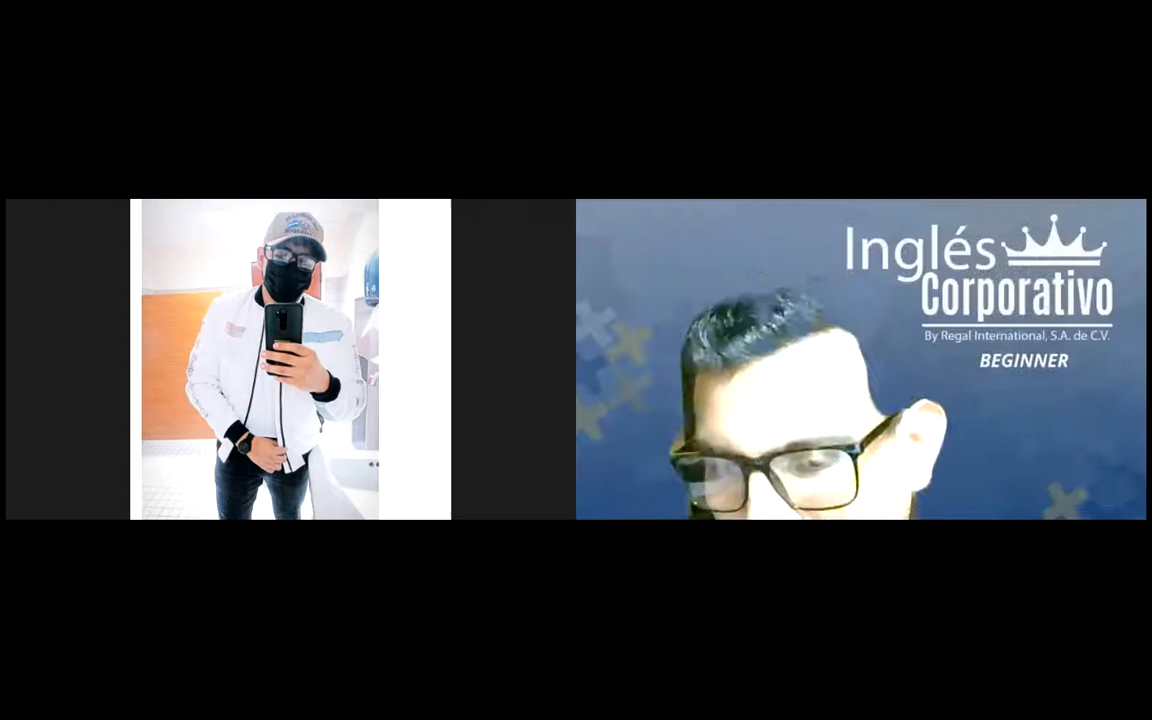 Inglés
Corporativo
By Regal International, S.A. de C.V.
BEGINNER